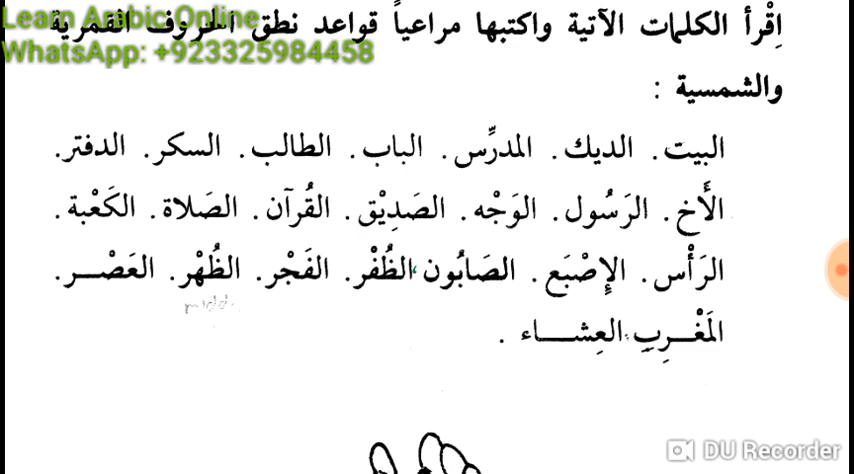 Learn Arabic Online
WhatsApp: +923325984458
اِقْرأ الكلمات الآتية واكتبها مراعياً قواعد نطق الحروف القمرية
والشمسية :
البيت. الديك. المدرِّس. الباب. الطالب. السكر. الدفتر.
الأَخ. الرَسُول. الوَجْه. الصَدِيْق. القُرآن. الصَلاة. الكَعْبة.
الرَأْس. الإِصْبَع. الصَابُون. الظُفْر. الفَجْر. الظُهْر. العَصْـر.
المَغْـرِب. العِشـاء .
DU Recorder